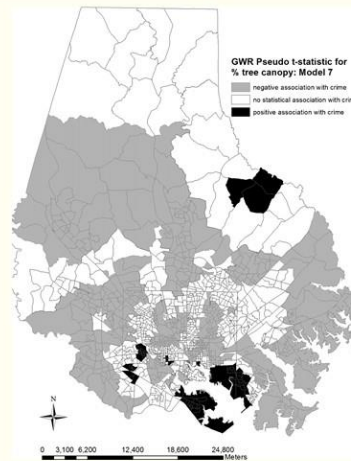 GWR Pseudo t-statistic for
% tree canopy: Model 7
negative association with crime
no statistical association with crim
positive association with crime
N
0 3,100 6,200 12,400 18,600 24,800
Meters